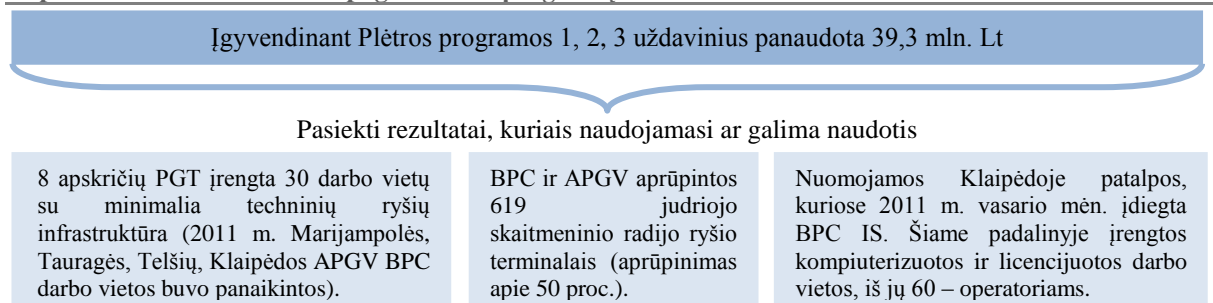 Įgyvendinant Plėtros programos 1, 2, 3 uždavinius panaudota 39,3 mln. Lt
Pasiekti rezultatai, kuriais naudojamasi ar galima naudotis
8 apskričių PGT įrengta 30 darbo vietų
su minimalia techninių ryšių
infrastruktūra (2011 m. Marijampolės,
Tauragės, Telšių, Klaipėdos APGV BPC
darbo vietos buvo panaikintos).
BPC ir APGV aprūpintos
619 judriojo
skaitmeninio radijo ryšio
terminalais (aprūpinimas
apie 50 proc.).
Nuomojamos Klaipėdoje patalpos,
kuriose 2011 m. vasario mėn. įdiegta
BPC IS. Šiame padalinyje įrengtos
kompiuterizuotos ir licencijuotos darbo
vietos, iš jų 60 – operatoriams.